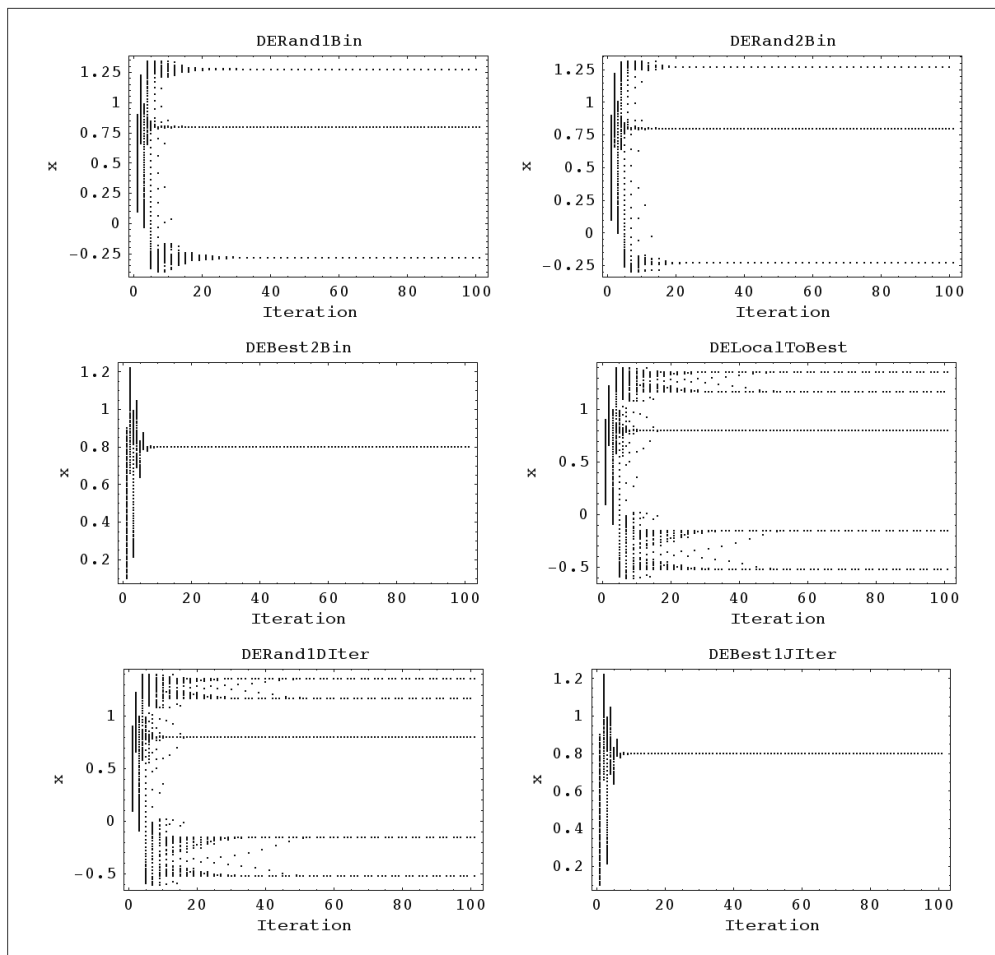 DERand1Bin
1.25
1
0.75
x
0.5
0.25
0
-0.25
0 20 40 60 80 100
Iteration
DERand2Bin
1.25
1
0.75
x
0.5
0.25
0
-0.25
0 20 40 60 80 100
Iteration
DEBest2Bin
1.2
1
0.8
x
0.6
0.4
0.2
0 20 40 60 80 100
Iteration
DELocalToBest
1
0.5
x
0
-0.5
0 20 40 60 80 100
Iteration
DERand1DIter
1
0.5
x
0
-0.5
0 20 40 60 80 100
Iteration
DEBest1JIter
1.2
1
0.8
x
0.6
0.4
0.2
0 20 40 60 80 100
Iteration